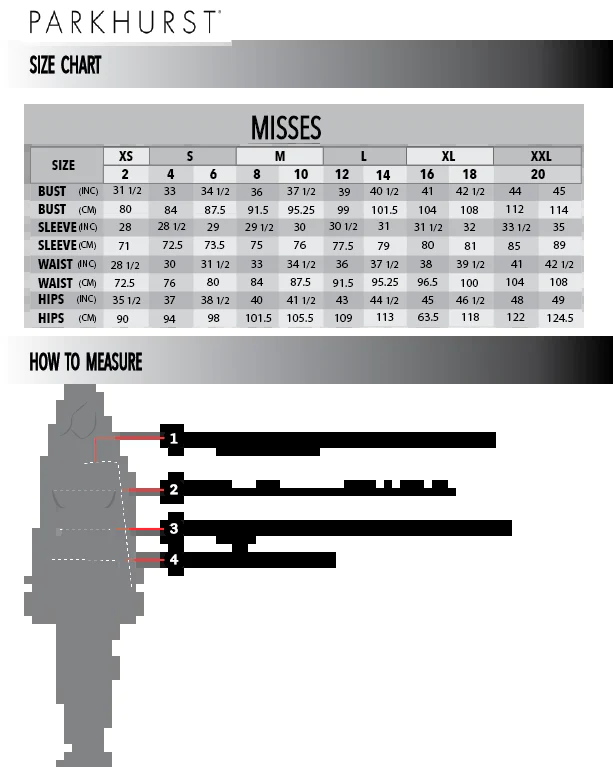 PARKHURST®
SIZE CHART
MISSES
SIZE XS S M L XL XXL
2 4 6 8 10 12 14 16 18 20
BUST (INC) 31 1/2 33 34 1/2 36 37 1/2 39 40 1/2 41 42 1/2 44 45
BUST (CM) 80 84 87.5 91.5 95.25 99 101.5 104 108 112 114
SLEEVE (INC) 28 28 1/2 29 29 1/2 30 30 1/2 31 31 1/2 32 33 1/2 35
SLEEVE (CM) 71 72.5 73.5 75 76 77.5 79 80 81 85 89
WAIST (INC) 28 1/2 30 31 1/2 33 34 1/2 36 37 1/2 38 39 1/2 41 42 1/2
WAIST (CM) 72.5 76 80 84 87.5 91.5 95.25 96.5 100 104 108
HIPS (INC) 35 1/2 37 38 1/2 40 41 1/2 43 44 1/2 45 46 1/2 48 49
HIPS (CM) 90 94 98 101.5 105.5 109 113 63.5 118 122 124.5
HOW TO MEASURE
1
2
3
4